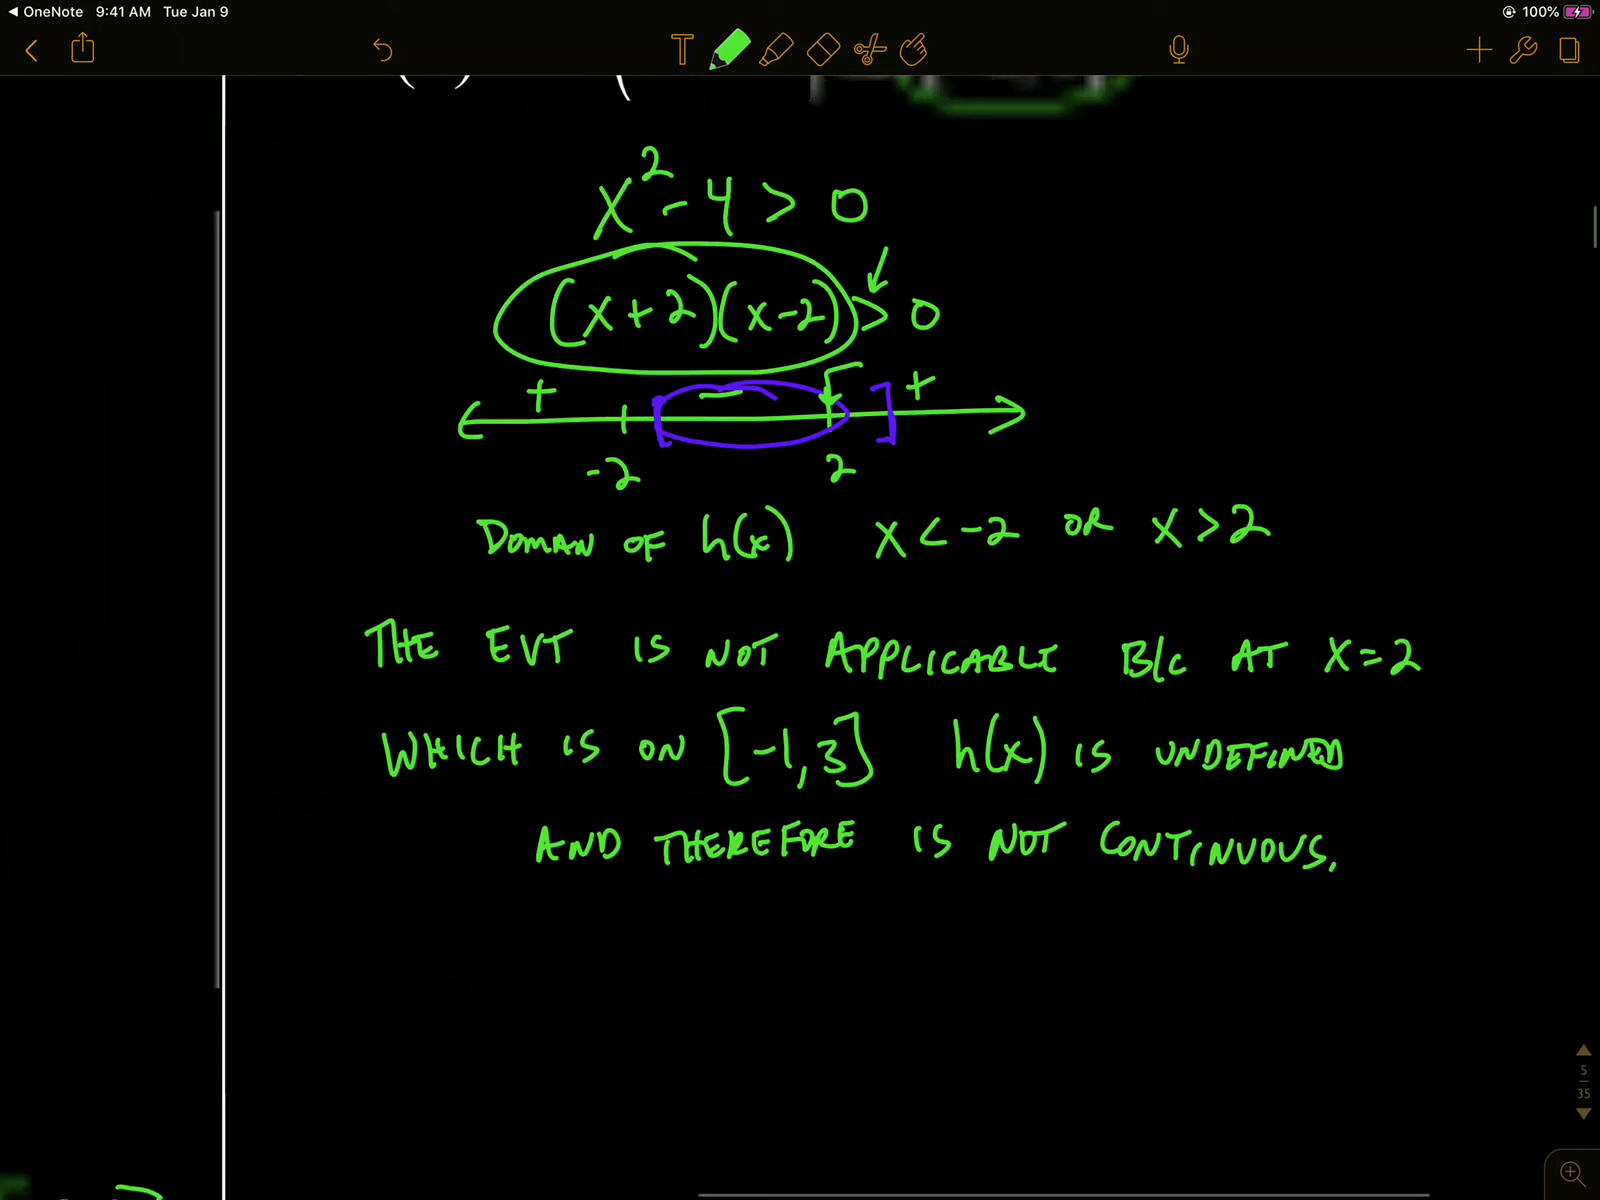 ◀ OneNote 9:41 AM Tue Jan 9 100%
x² - 4 > 0
(x+2)(x-2) > 0
+ - +
[ ]
-2 2
DOMAN OF h(x) x < -2 OR x > 2
THE EVT IS NOT APPLICABLE B/C AT X=2
WHICH IS ON [-1,3] h(x) IS UNDEFINED
AND THEREFORE IS NOT CONTINUOUS.
5
35